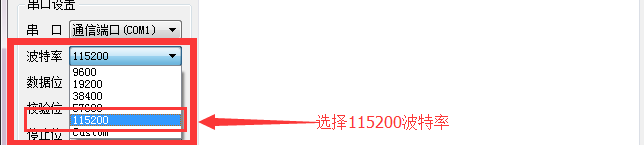 串口设置
串 口 通信端口(COM1)
波特率 115200
9600
数据位 19200
38400
校验位 57600
115200
停止位 Custom
选择115200波特率